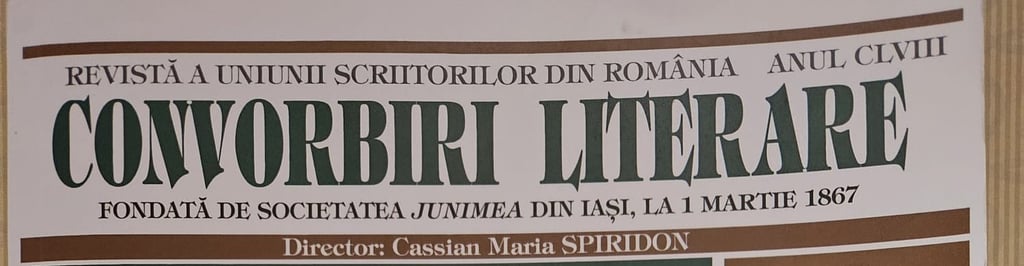 REVISTĂ A UNIUNII SCRIITORILOR DIN ROMÂNIA ANUL CLVIII
CONVORBIRI LITERARE
FONDATĂ DE SOCIETATEA JUNIMEA DIN IAȘI, LA 1 MARTIE 1867
Director: Cassian Maria SPIRIDON